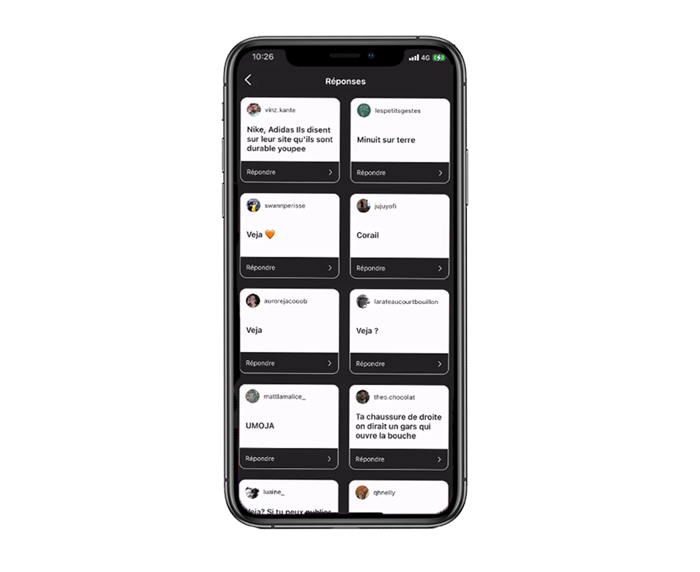 10:26
4G
Réponses
vinz.kante
Nike, Adidas Ils disent
sur leur site qu'ils sont
durable youpee
Répondre
lespetitsgestes
Minuit sur terre
Répondre
swannperisse
Veja 🧡
Répondre
jujuyofi
Corail
Répondre
aurorejacooob
Veja
Répondre
larateaucourtbouillon
Veja ?
Répondre
mattlamalice_
UMOJA
Répondre
theo.chocolat
Ta chaussure de droite
on dirait un gars qui
ouvre la bouche
Répondre
luaine_
Veja? Si tu peux
qhnelly